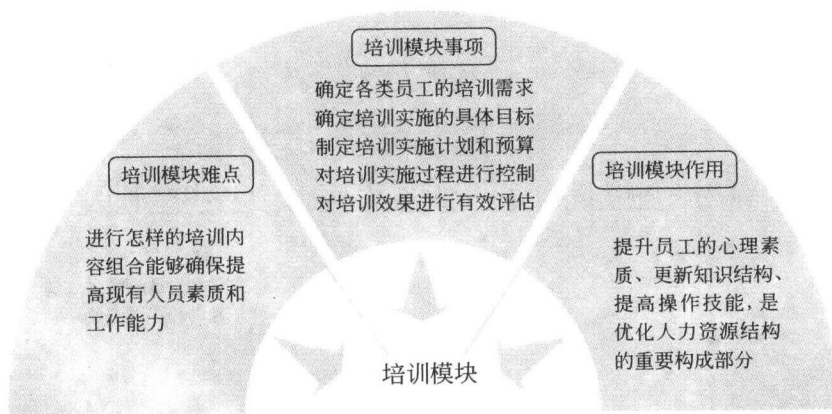 培训模块事项
确定各类员工的培训需求
确定培训实施的具体目标
制定培训实施计划和预算
对培训实施过程进行控制
对培训效果进行有效评估
培训模块难点
进行怎样的培训内
容组合能够确保提
高现有人员素质和
工作能力
培训模块作用
提升员工的心理素
质、更新知识结构、
提高操作技能,是
优化人力资源结构
的重要构成部分
培训模块